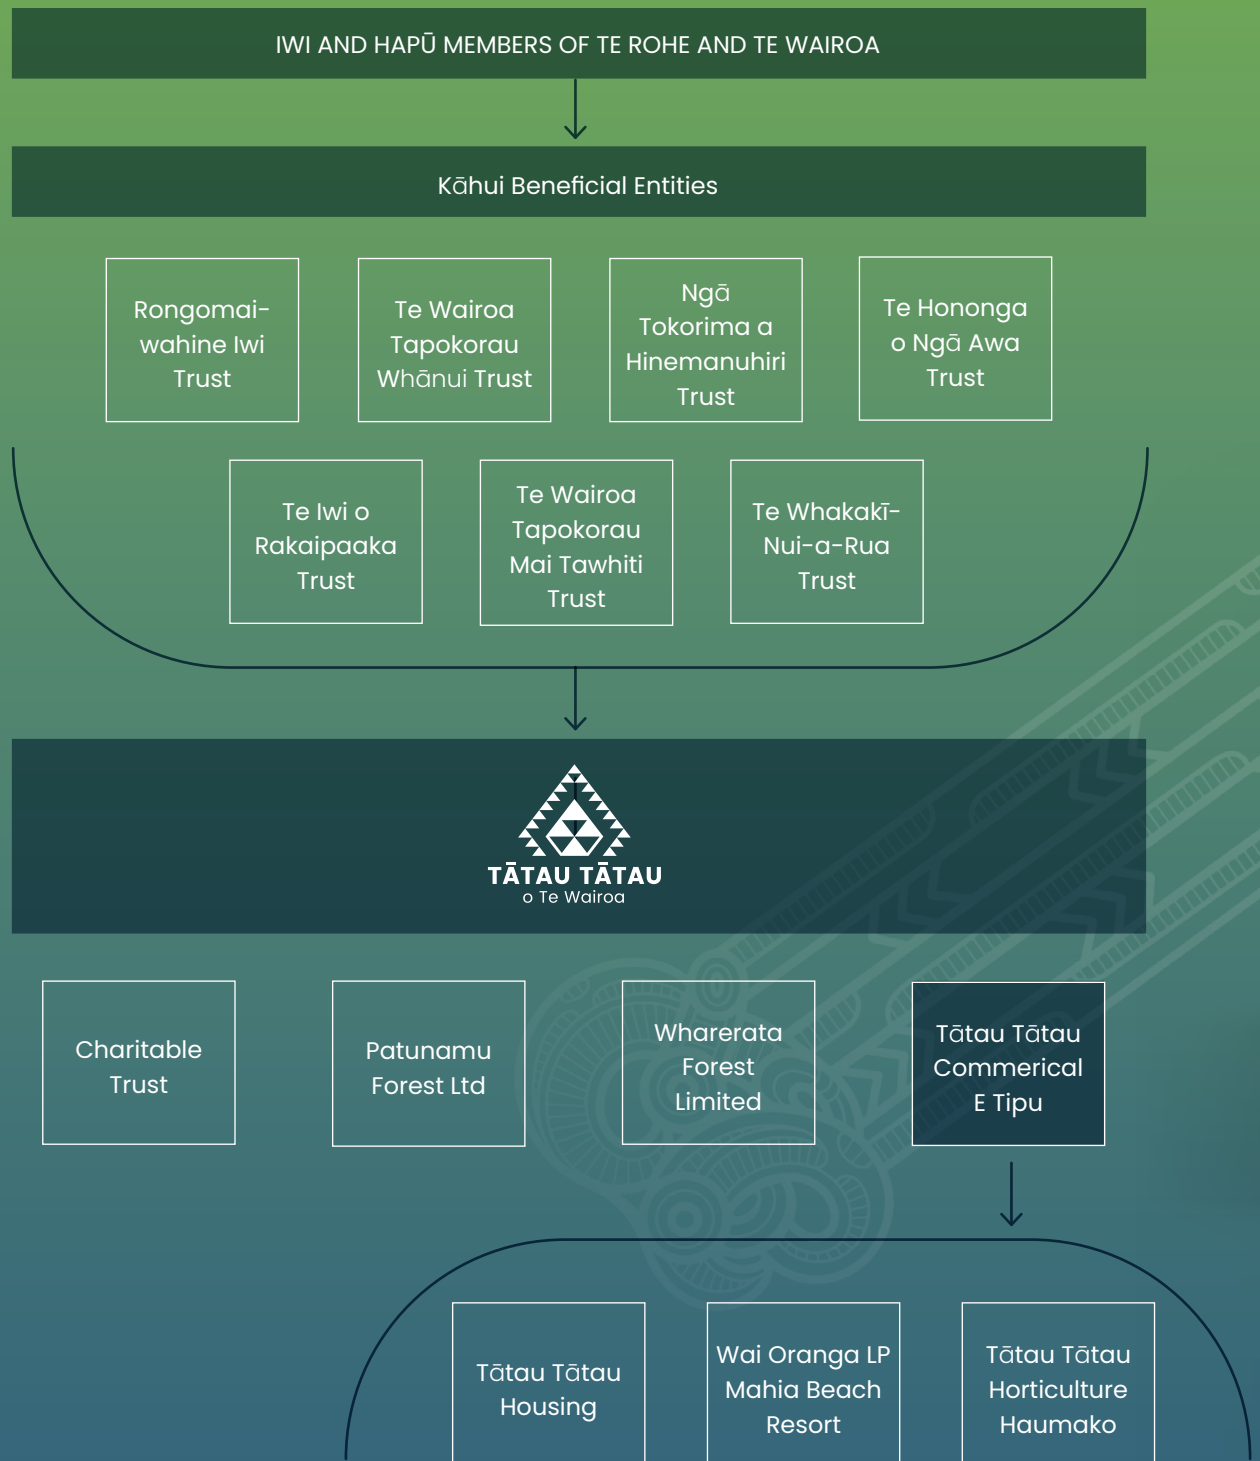 IWI AND HAPŪ MEMBERS OF TE ROHE AND TE WAIROA
Kāhui Beneficial Entities
Rongomai-
wahine Iwi
Trust
Te Wairoa
Tapokorau
Whānui Trust
Ngā
Tokorima a
Hinemanuhiri
Trust
Te Hononga
o Ngā Awa
Trust
Te Iwi o
Rakaipaaka
Trust
Te Wairoa
Tapokorau
Mai Tawhiti
Trust
Te Whakakī-
Nui-a-Rua
Trust
TĀTAU TĀTAU
o Te Wairoa
Charitable
Trust
Patunamu
Forest Ltd
Wharerata
Forest
Limited
Tātau Tātau
Commerical
E Tipu
Tātau Tātau
Housing
Wai Oranga LP
Mahia Beach
Resort
Tātau Tātau
Horticulture
Haumako